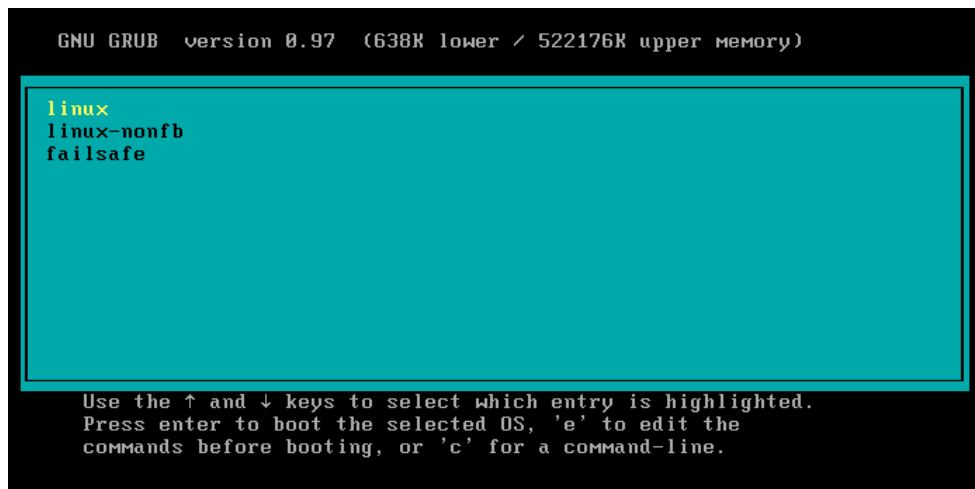 GNU GRUB  version 0.97  (638K lower / 522176K upper memory)
linux
linux-nonfb
failsafe
Use the ↑ and ↓ keys to select which entry is highlighted.
Press enter to boot the selected OS, 'e' to edit the
commands before booting, or 'c' for a command-line.